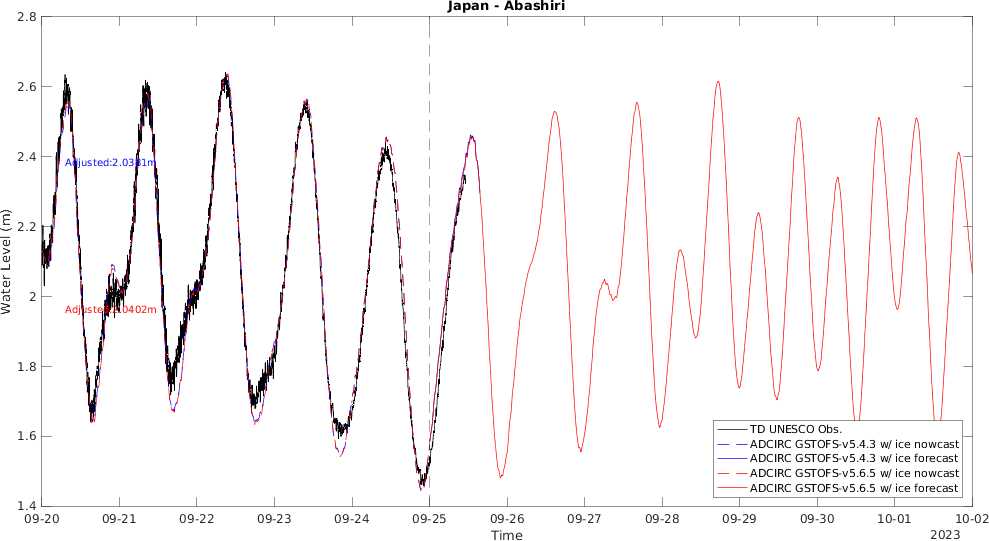 Japan - Abashiri
2.8
2.6
2.4
2.2
2
1.8
1.6
1.4
Water Level (m)
Adjusted:2.0381m
Adjusted:2.0402m
TD UNESCO Obs.
ADCIRC GSTOFS-v5.4.3 w/ ice nowcast
ADCIRC GSTOFS-v5.4.3 w/ ice forecast
ADCIRC GSTOFS-v5.6.5 w/ ice nowcast
ADCIRC GSTOFS-v5.6.5 w/ ice forecast
09-20 09-21 09-22 09-23 09-24 09-25 09-26 09-27 09-28 09-29 09-30 10-01 10-02
Time
2023